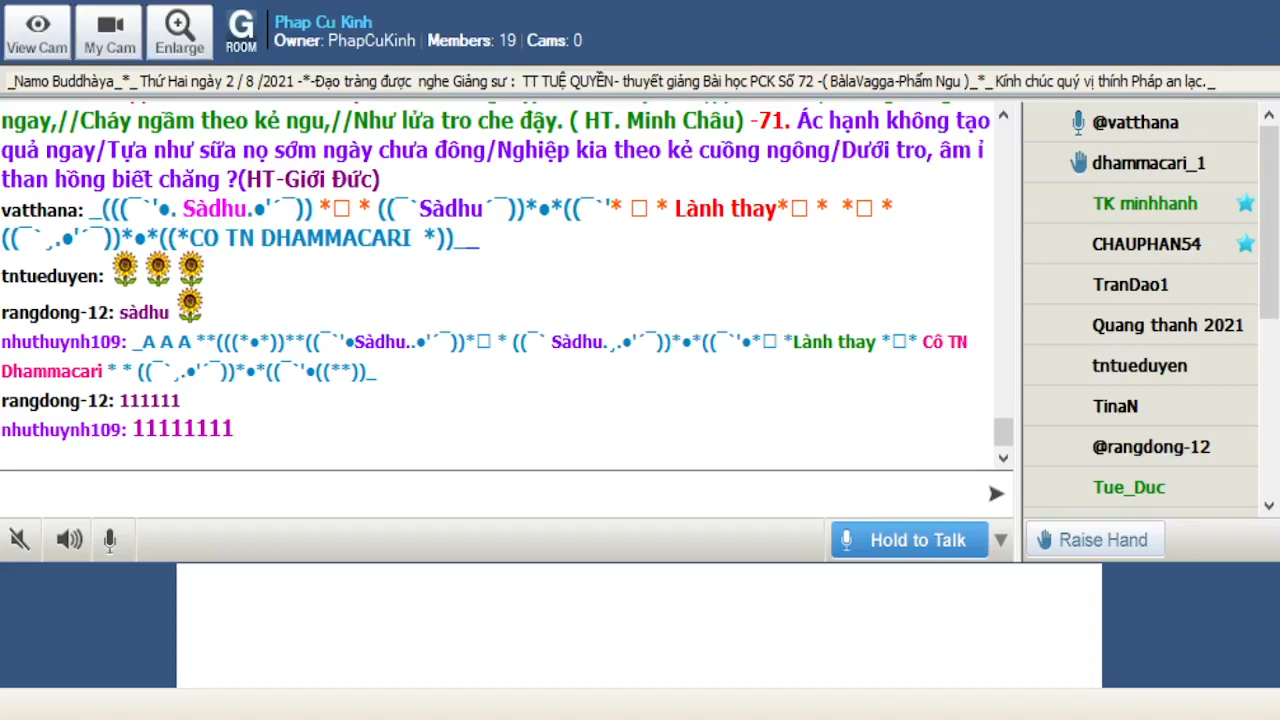 View Cam
My Cam
Enlarge
G
ROOM
Phap Cu Kinh
Owner: PhapCuKinh | Members: 19 | Cams: 0
_Namo Buddhàya_*_ Thứ Hai ngày 2 / 8 /2021 -*-Đạo tràng được nghe Giảng sư : TT TUỆ QUYỀN- thuyết giảng Bài học PCK Số 72 -( BàlaVagga-Phẩm Ngu )_*_ Kính chúc quý vị thính Pháp an lạc._
ngay,//Cháy ngầm theo kẻ ngu,//Như lửa tro che đậy. ( HT. Minh Châu) -71. Ác hạnh không tạo
quả ngay/Tựa như sữa nọ sớm ngày chưa đông/Nghiệp kia theo kẻ cuồng ngông/Dưới tro, âm ỉ
than hồng biết chăng ?(HT-Giới Đức)
vatthana: _(((¯`'●. Sàdhu.●'´¯)) *□ * ((¯`Sàdhu´¯))*●*((¯`'* □ * Lành thay*□ * *□ *
((¯`¸.●'´¯))*●*((*CO TN DHAMMACARI *))__
tntueduyen:
rangdong-12: sàdhu
nhuthuynh109: _A A A **(((*●*))**((¯`'●Sàdhu..●'´¯))*□ * ((¯` Sàdhu.¸.●'´¯))*●*((¯`'●*□ *Lành thay *□* Cô TN
Dhammacari * * ((¯`¸.●'´¯))*●*((¯`'●((**))_
rangdong-12: 111111
nhuthuynh109: 11111111
@vatthana
dhammacari_1
TK minhhanh
CHAUPHAN54
TranDao1
Quang thanh 2021
tntueduyen
TinaN
@rangdong-12
Tue_Duc
Hold to Talk
Raise Hand